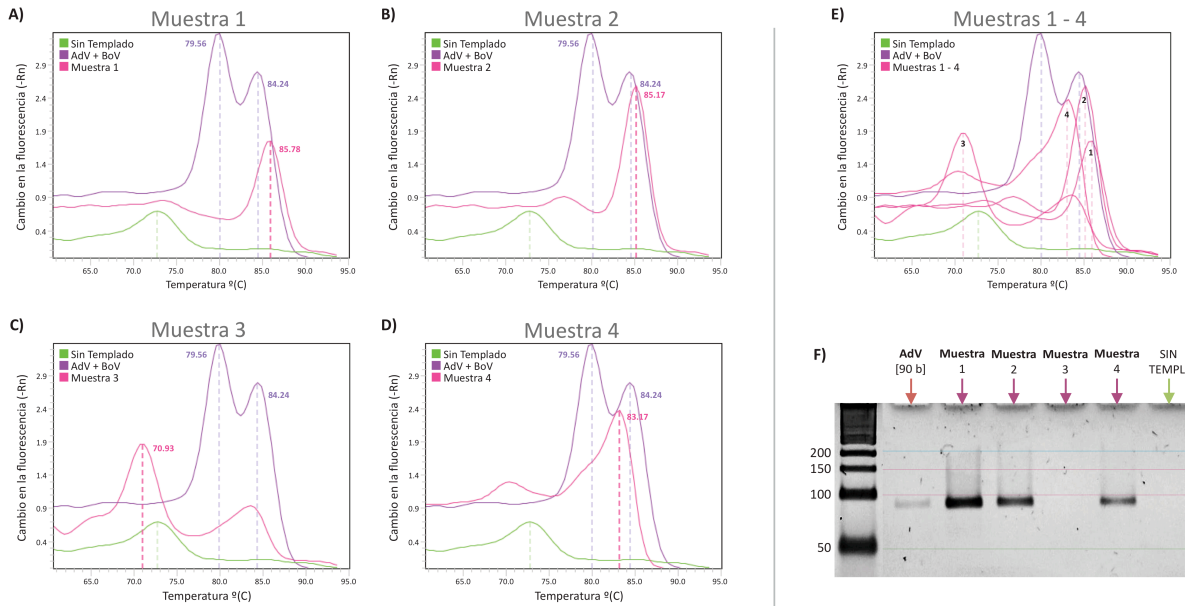 A)
Muestra 1
Sin Templado
AdV + BoV
Muestra 1
79.56
84.24
85.78
Cambio en la fluorescencia (-Rn)
2.9
2.4
1.9
1.4
0.9
0.4
65.0 70.0 75.0 80.0 85.0 90.0 95.0
Temperatura º(C)
B)
Muestra 2
Sin Templado
AdV + BoV
Muestra 2
79.56
84.24
85.17
Cambio en la fluorescencia (-Rn)
2.9
2.4
1.9
1.4
0.9
0.4
65.0 70.0 75.0 80.0 85.0 90.0 95.0
Temperatura º(C)
C)
Muestra 3
Sin Templado
AdV + BoV
Muestra 3
79.56
84.24
70.93
Cambio en la fluorescencia (-Rn)
2.9
2.4
1.9
1.4
0.9
0.4
65.0 70.0 75.0 80.0 85.0 90.0 95.0
Temperatura º(C)
D)
Muestra 4
Sin Templado
AdV + BoV
Muestra 4
79.56
84.24
83.17
Cambio en la fluorescencia (-Rn)
2.9
2.4
1.9
1.4
0.9
0.4
65.0 70.0 75.0 80.0 85.0 90.0 95.0
Temperatura º(C)
E)
Muestras 1 - 4
Sin Templado
AdV + BoV
Muestras 1 - 4
2
4
3
1
Cambio en la fluorescencia (-Rn)
2.9
2.4
1.9
1.4
0.9
0.4
65.0 70.0 75.0 80.0 85.0 90.0 95.0
Temperatura º(C)
F)
AdV Muestra Muestra Muestra Muestra SIN
[90 b] 1 2 3 4 TEMPL
200
150
100
50